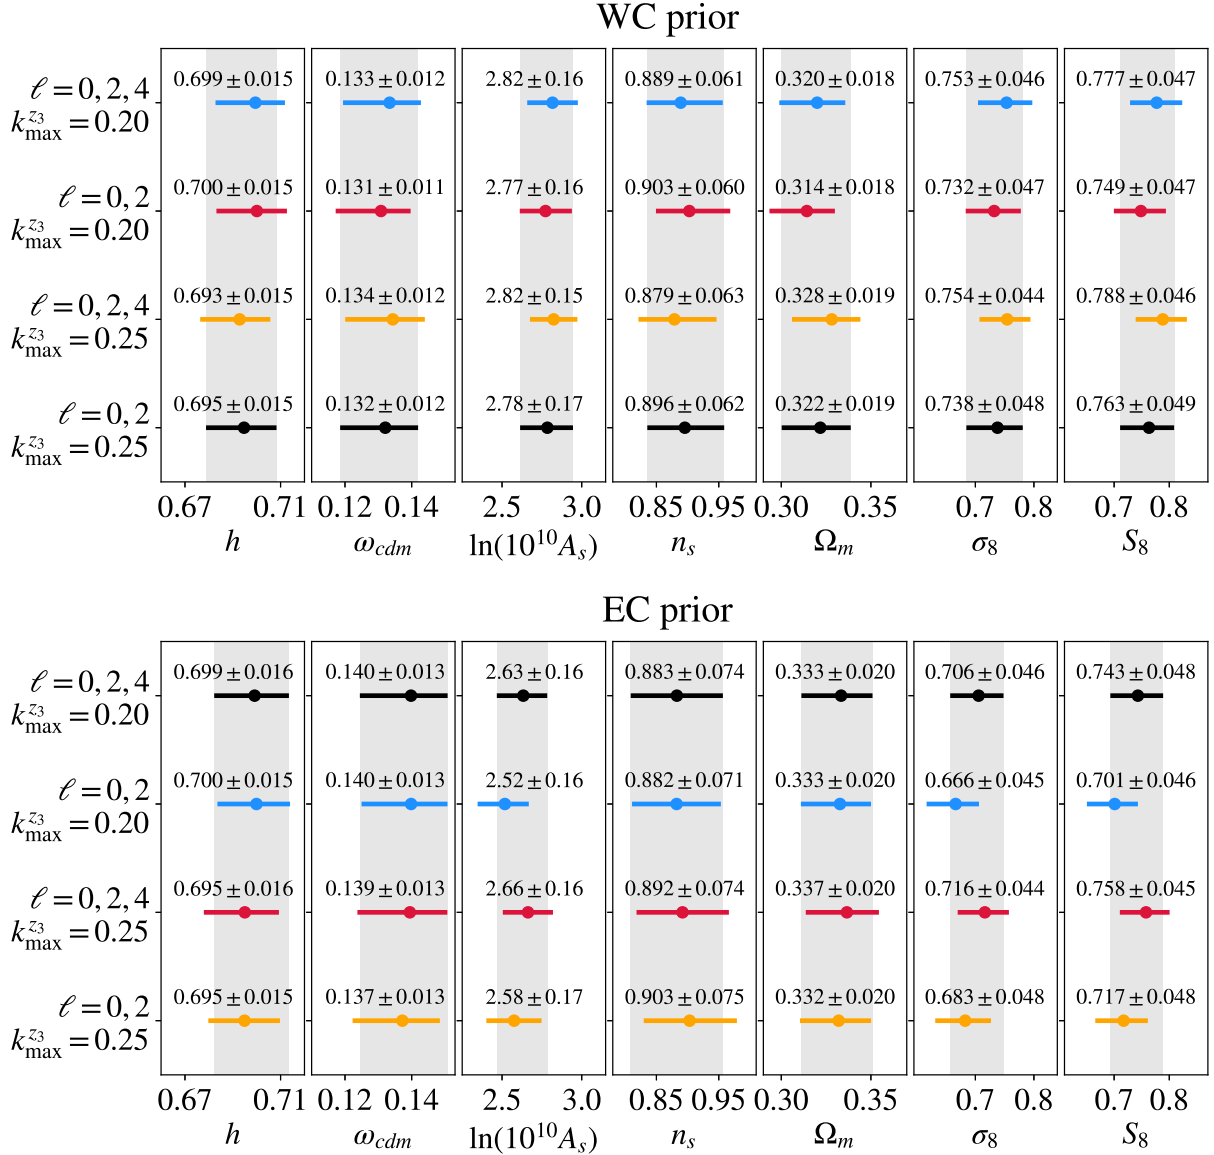 WC prior
ℓ = 0, 2, 4
k_max^{z_3} = 0.20
0.699 ± 0.015 0.133 ± 0.012 2.82 ± 0.16 0.889 ± 0.061 0.320 ± 0.018 0.753 ± 0.046 0.777 ± 0.047
ℓ = 0, 2
k_max^{z_3} = 0.20
0.700 ± 0.015 0.131 ± 0.011 2.77 ± 0.16 0.903 ± 0.060 0.314 ± 0.018 0.732 ± 0.047 0.749 ± 0.047
ℓ = 0, 2, 4
k_max^{z_3} = 0.25
0.693 ± 0.015 0.134 ± 0.012 2.82 ± 0.15 0.879 ± 0.063 0.328 ± 0.019 0.754 ± 0.044 0.788 ± 0.046
ℓ = 0, 2
k_max^{z_3} = 0.25
0.695 ± 0.015 0.132 ± 0.012 2.78 ± 0.17 0.896 ± 0.062 0.322 ± 0.019 0.738 ± 0.048 0.763 ± 0.049
0.67 0.71 0.12 0.14 2.5 3.0 0.85 0.95 0.30 0.35 0.7 0.8 0.7 0.8
h ω_cdm ln(10^{10}A_s) n_s Ω_m σ_8 S_8
EC prior
ℓ = 0, 2, 4
k_max^{z_3} = 0.20
0.699 ± 0.016 0.140 ± 0.013 2.63 ± 0.16 0.883 ± 0.074 0.333 ± 0.020 0.706 ± 0.046 0.743 ± 0.048
ℓ = 0, 2
k_max^{z_3} = 0.20
0.700 ± 0.015 0.140 ± 0.013 2.52 ± 0.16 0.882 ± 0.071 0.333 ± 0.020 0.666 ± 0.045 0.701 ± 0.046
ℓ = 0, 2, 4
k_max^{z_3} = 0.25
0.695 ± 0.016 0.139 ± 0.013 2.66 ± 0.16 0.892 ± 0.074 0.337 ± 0.020 0.716 ± 0.044 0.758 ± 0.045
ℓ = 0, 2
k_max^{z_3} = 0.25
0.695 ± 0.015 0.137 ± 0.013 2.58 ± 0.17 0.903 ± 0.075 0.332 ± 0.020 0.683 ± 0.048 0.717 ± 0.048
0.67 0.71 0.12 0.14 2.5 3.0 0.85 0.95 0.30 0.35 0.7 0.8 0.7 0.8
h ω_cdm ln(10^{10}A_s) n_s Ω_m σ_8 S_8